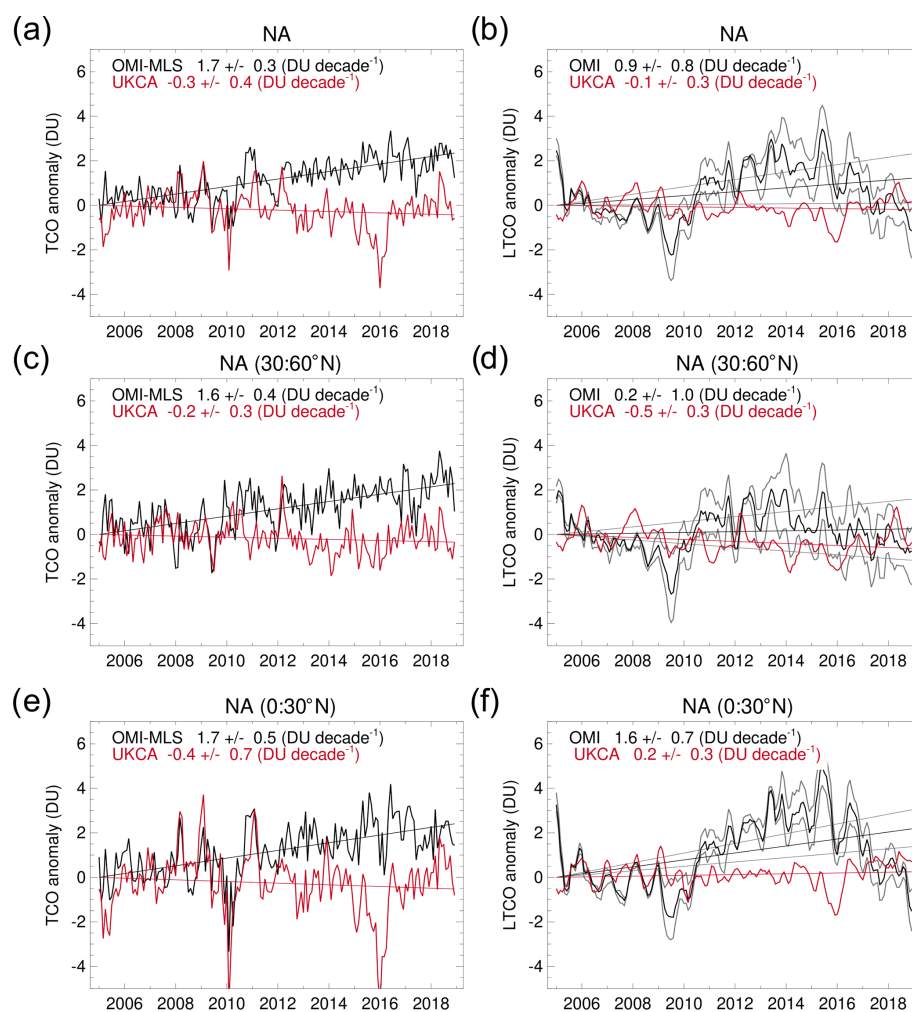 (a)
NA
OMI-MLS 1.7 +/- 0.3 (DU decade⁻¹)
UKCA -0.3 +/- 0.4 (DU decade⁻¹)
TCO anomaly (DU)
6
4
2
0
-2
-4
2006 2008 2010 2012 2014 2016 2018
(b)
NA
OMI 0.9 +/- 0.8 (DU decade⁻¹)
UKCA -0.1 +/- 0.3 (DU decade⁻¹)
LTCO anomaly (DU)
6
4
2
0
-2
-4
2006 2008 2010 2012 2014 2016 2018
(c)
NA (30:60°N)
OMI-MLS 1.6 +/- 0.4 (DU decade⁻¹)
UKCA -0.2 +/- 0.3 (DU decade⁻¹)
TCO anomaly (DU)
6
4
2
0
-2
-4
2006 2008 2010 2012 2014 2016 2018
(d)
NA (30:60°N)
OMI 0.2 +/- 1.0 (DU decade⁻¹)
UKCA -0.5 +/- 0.3 (DU decade⁻¹)
LTCO anomaly (DU)
6
4
2
0
-2
-4
2006 2008 2010 2012 2014 2016 2018
(e)
NA (0:30°N)
OMI-MLS 1.7 +/- 0.5 (DU decade⁻¹)
UKCA -0.4 +/- 0.7 (DU decade⁻¹)
TCO anomaly (DU)
6
4
2
0
-2
-4
2006 2008 2010 2012 2014 2016 2018
(f)
NA (0:30°N)
OMI 1.6 +/- 0.7 (DU decade⁻¹)
UKCA 0.2 +/- 0.3 (DU decade⁻¹)
LTCO anomaly (DU)
6
4
2
0
-2
-4
2006 2008 2010 2012 2014 2016 2018